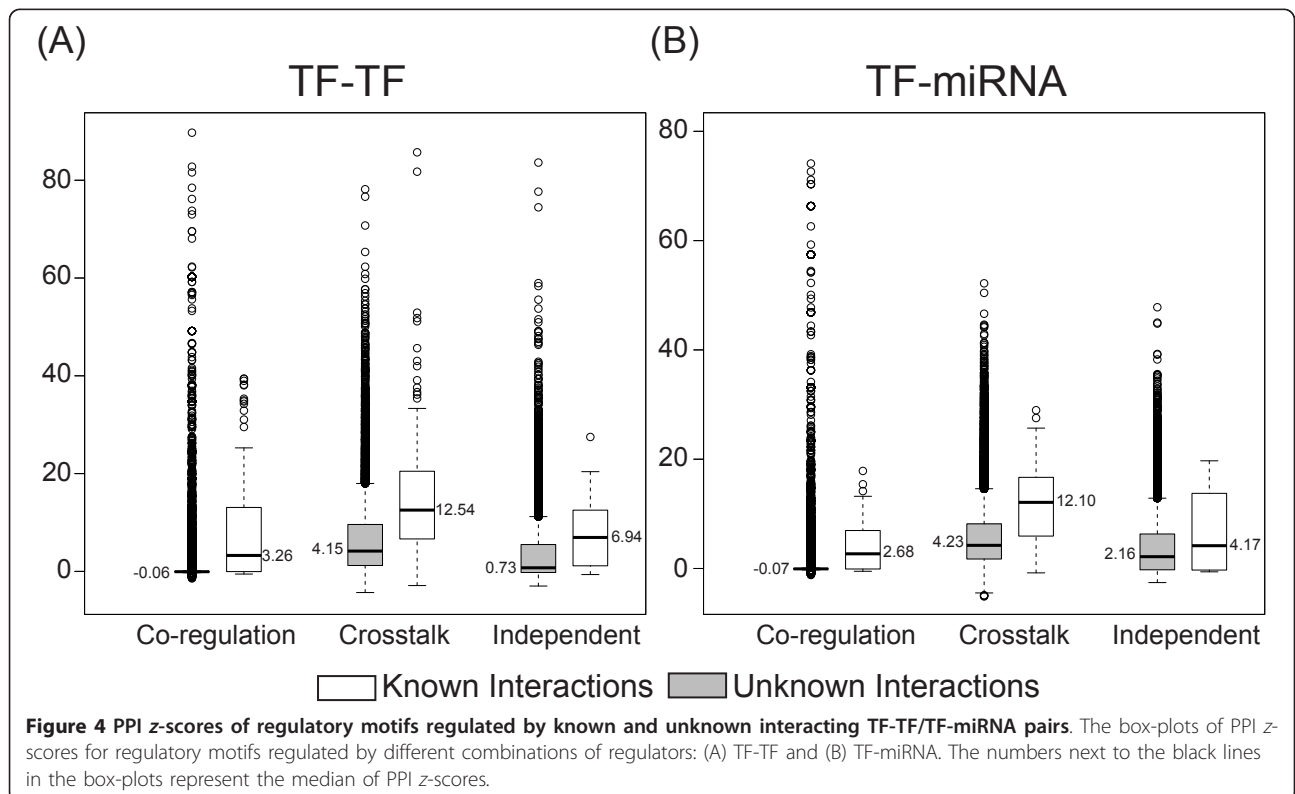 (A)
TF-TF
80
60
40
20
0
-0.06
3.26
4.15
12.54
0.73
6.94
Co-regulation Crosstalk Independent
(B)
TF-miRNA
80
60
40
20
0
-0.07
2.68
4.23
12.10
2.16
4.17
Co-regulation Crosstalk Independent
Known Interactions Unknown Interactions
Figure 4 PPI z-scores of regulatory motifs regulated by known and unknown interacting TF-TF/TF-miRNA pairs. The box-plots of PPI z-
scores for regulatory motifs regulated by different combinations of regulators: (A) TF-TF and (B) TF-miRNA. The numbers next to the black lines
in the box-plots represent the median of PPI z-scores.